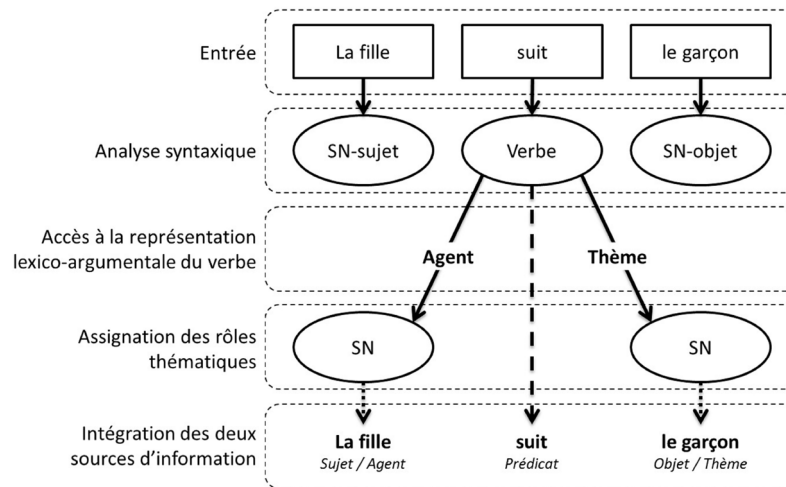 Entrée
La fille
suit
le garçon
Analyse syntaxique
SN-sujet
Verbe
SN-objet
Accès à la représentation
lexico-argumentale du verbe
Agent
Thème
Assignation des rôles
thématiques
SN
SN
Intégration des deux
sources d'information
La fille
suit
le garçon
Sujet / Agent
Prédicat
Objet / Thème